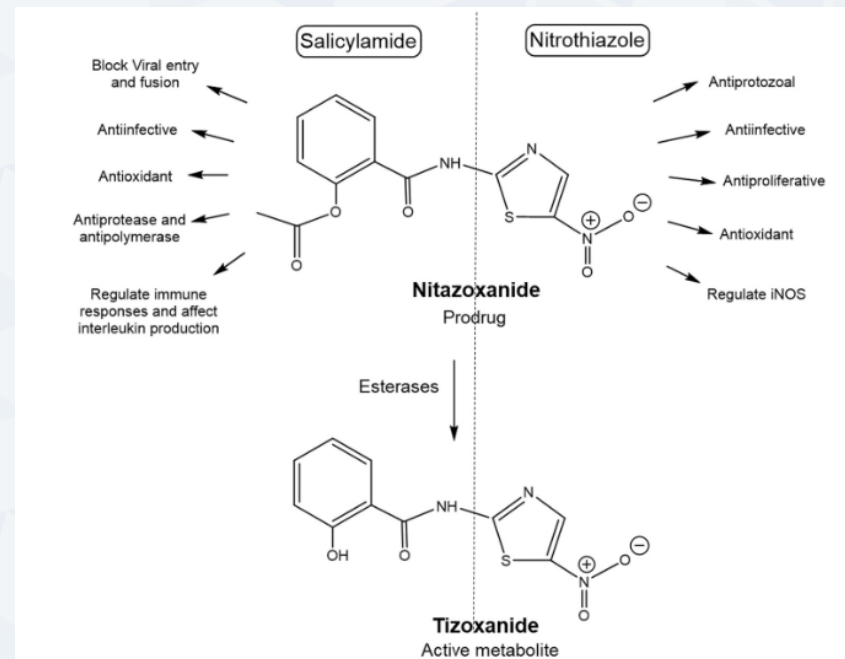 Salicylamide
Nitrothiazole
Block Viral entry
and fusion
Antiinfective
Antioxidant
Antiprotease and
antipolymerase
Regulate immune
responses and affect
interleukin production
NH
O
O
O
N
S
N
+
O
−
O
Antiprotozoal
Antiinfective
Antiproliferative
Antioxidant
Regulate iNOS
Nitazoxanide
Prodrug
Esterases
NH
OH
O
N
S
N
+
O
−
O
Tizoxanide
Active metabolite